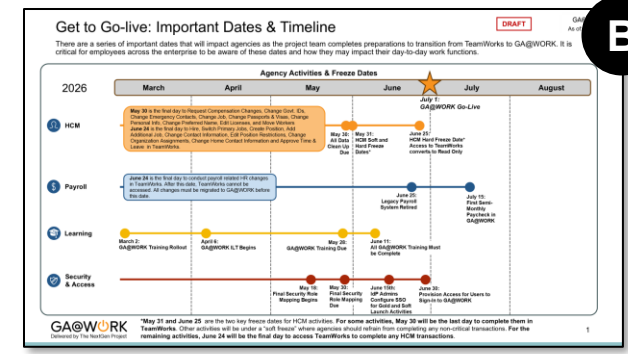 Get to Go-live: Important Dates & Timeline
DRAFT
As of
B
There are a series of important dates that will impact agencies as the project team completes preparations to transition from TeamWorks to GA@WORK. It is
critical for employees across the enterprise to be aware of these dates and how they may impact their day-to-day work functions.
Agency Activities & Freeze Dates
2026
March
April
May
June
July
August
July 1:
GA@WORK Go-Live
HCM
May 30 is the final day to Request Compensation Changes, Change Govt. IDs,
Change Emergency Contacts, Change Job, Change Passports & Visas, Change
Personal Info, Change Preferred Name, Edit Licenses, and Move Workers
June 24 is the final day to Hire, Switch Primary Jobs, Create Position, Add
Additional Job, Change Contact Information, Edit Position Restrictions, Change
Organization Assignments, Change Home Contact Information and Approve Time &
Leave in TeamWorks.
May 30:
All Data
Clean Up
Due
May 31:
HCM Soft and
Hard Freeze
Dates*
June 25:
HCM Hard Freeze Date*
Access to TeamWorks
converts to Read Only
Payroll
June 24 is the final day to conduct payroll related HR changes
in TeamWorks. After this date, TeamWorks cannot be
accessed. All changes must be migrated to GA@WORK before
this date.
June 25:
Legacy Payroll
System Retired
July 15:
First Semi-
Monthly
Paycheck in
GA@WORK
Learning
March 2:
GA@WORK Training Rollout
April 6:
GA@WORK ILT Begins
May 20:
GA@WORK Training Due
June 11:
All GA@WORK Training Must
be Complete
Security
& Access
May 18:
Final Security Role
Mapping Begins
May 30:
Final Security
Role Mapping
Due
June 15th:
IdP Admins
Configure SSO
for Gold and Soft
Launch Activities
June 30:
Provision Access for Users to
Sign-In to GA@WORK
GA@WORK
Delivered by The NextGen Project
*May 31 and June 25 are the two key freeze dates for HCM activities. For some activities, May 30 will be the last day to complete them in
TeamWorks. Other activities will be under a "soft freeze" where agencies should refrain from completing any non-critical transactions. For the
remaining activities, June 24 will be the final day to access TeamWorks to complete any HCM transactions.
1